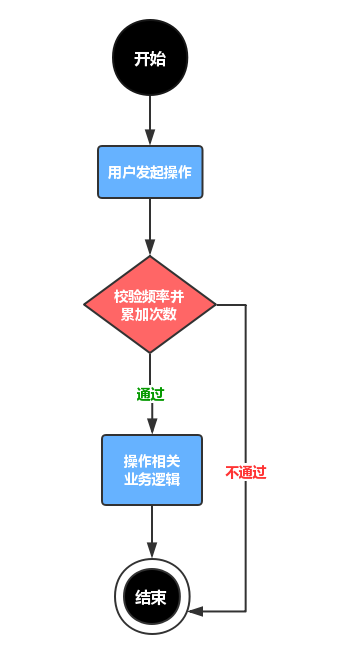 开始
用户发起操作
校验频率并
累加次数
通过
操作相关
业务逻辑
不通过
结束